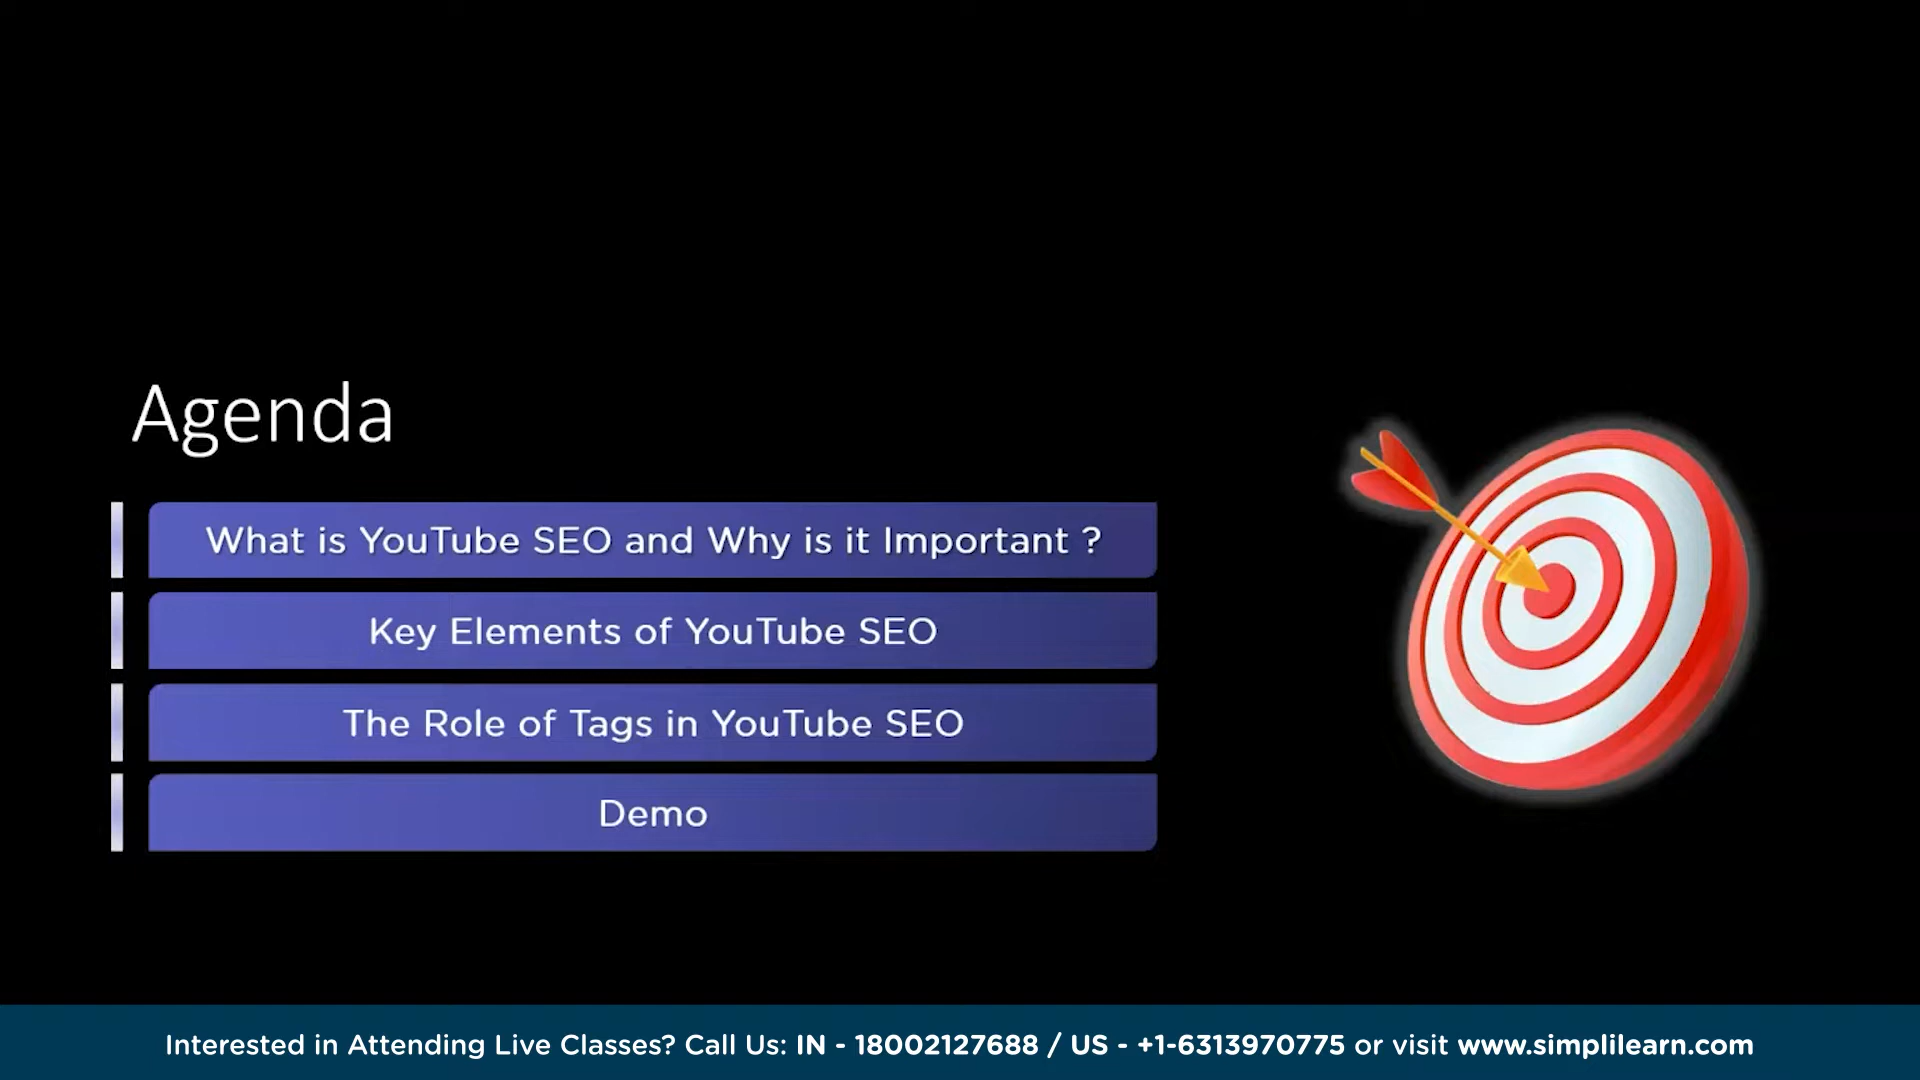 Agenda
What is YouTube SEO and Why is it Important ?
Key Elements of YouTube SEO
The Role of Tags in YouTube SEO
Demo
Interested in Attending Live Classes? Call Us: IN - 18002127688 / US - +1-6313970775 or visit www.simplilearn.com